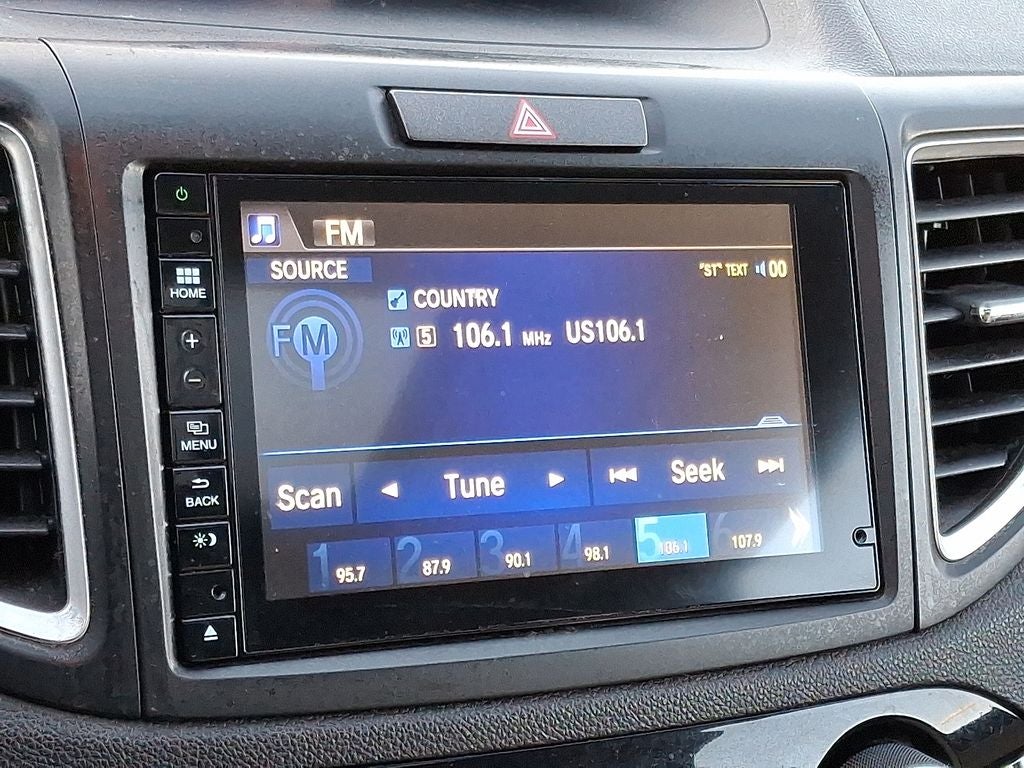 FM
SOURCE
"ST" TEXT 00
COUNTRY
FM
5 106.1 MHz US106.1
HOME
+
−
MENU
BACK
Scan Tune Seek
1 95.7 2 87.9 3 90.1 4 98.1 5 106.1 6 107.9